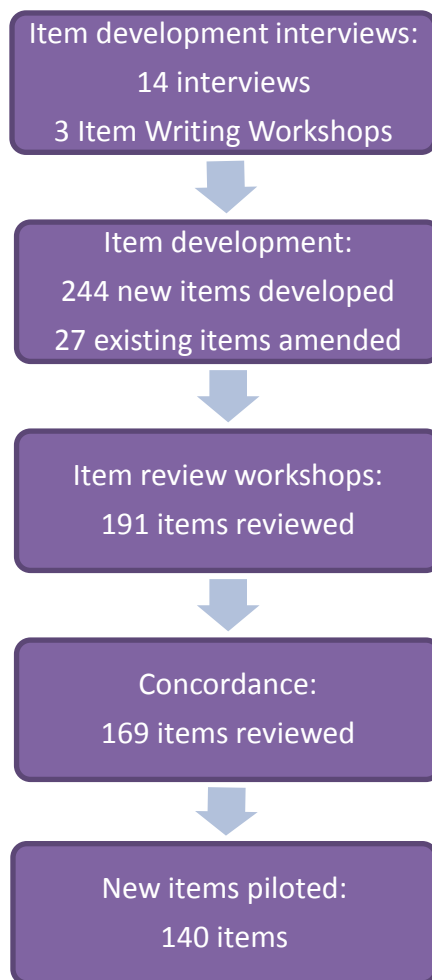 Item development interviews:
14 interviews
3 Item Writing Workshops
Item development:
244 new items developed
27 existing items amended
Item review workshops:
191 items reviewed
Concordance:
169 items reviewed
New items piloted:
140 items